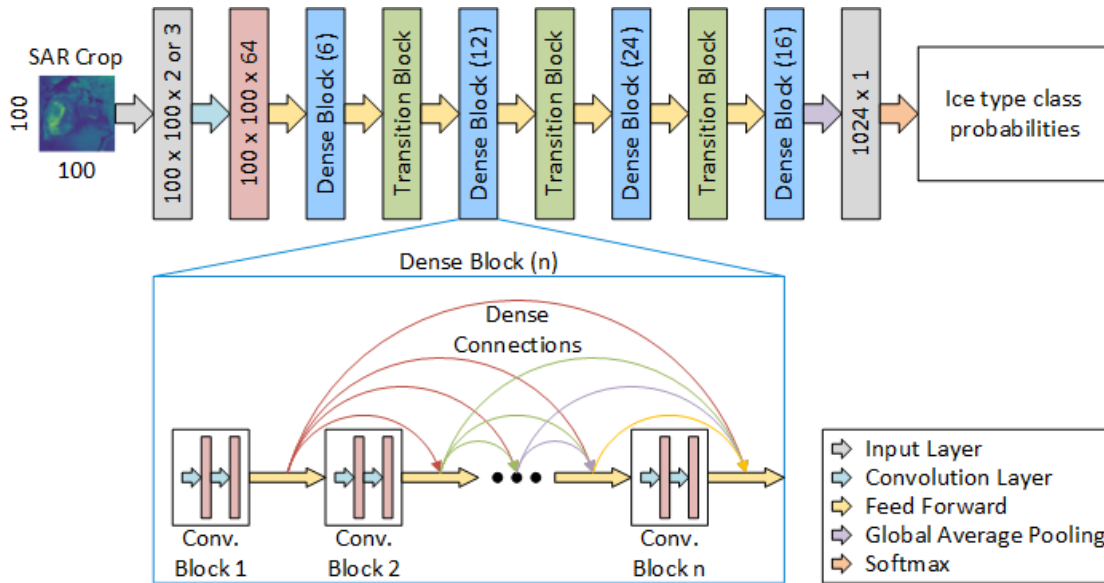 SAR Crop
100
100
100 x 100 x 2 or 3
100 x 100 x 64
Dense Block (6)
Transition Block
Dense Block (12)
Transition Block
Dense Block (24)
Transition Block
Dense Block (16)
1024 x 1
Ice type class
probabilities
Dense Block (n)
Dense
Connections
Conv.
Block 1
Conv.
Block 2
Conv.
Block n
Input Layer
Convolution Layer
Feed Forward
Global Average Pooling
Softmax